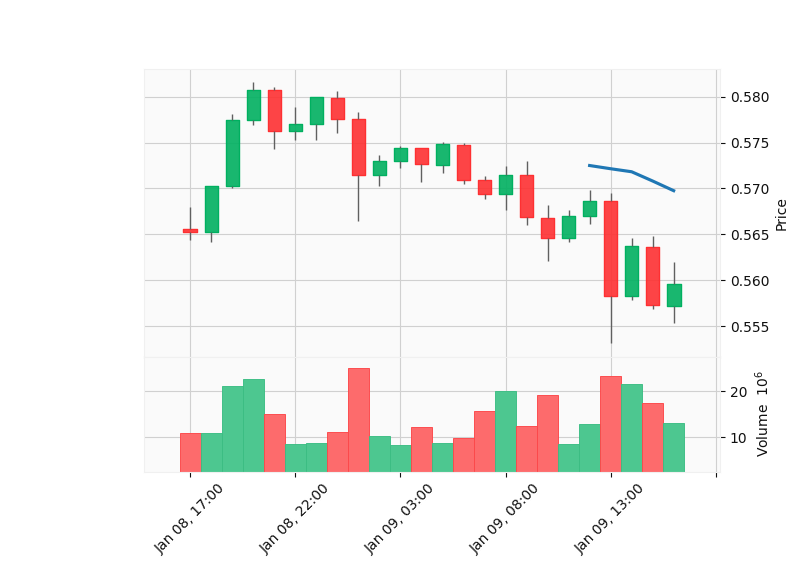 0.580
0.575
0.570
0.565
0.560
0.555
Price
20
10
Volume 10^6
Jan 08, 17:00
Jan 08, 22:00
Jan 09, 03:00
Jan 09, 08:00
Jan 09, 13:00